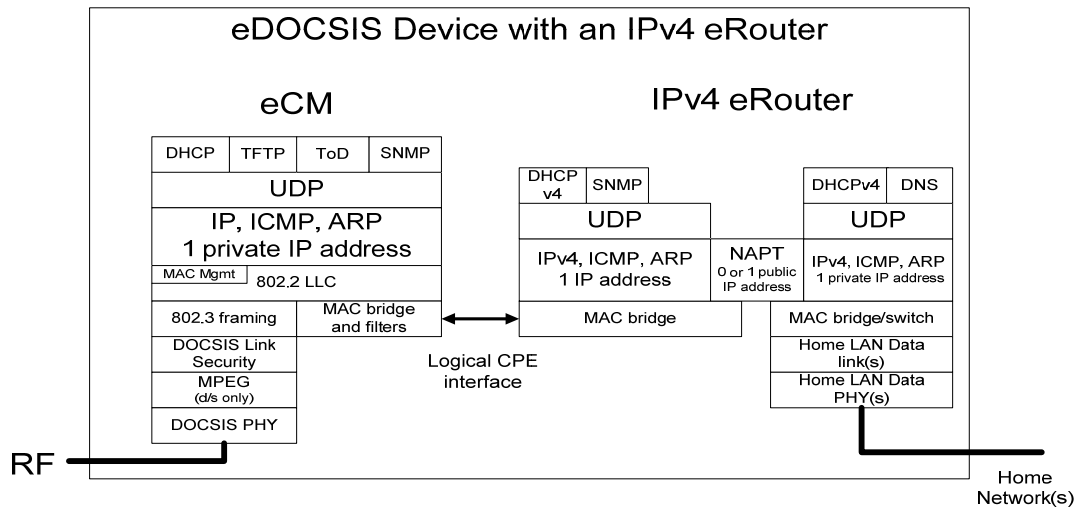 eDOCSIS Device with an IPv4 eRouter
eCM
DHCP
TFTP
ToD
SNMP
UDP
IP, ICMP, ARP
1 private IP address
MAC Mgmt
802.2 LLC
802.3 framing
MAC bridge
and filters
DOCSIS Link
Security
MPEG
(d/s only)
DOCSIS PHY
RF
Logical CPE
interface
IPv4 eRouter
DHCP
v4
SNMP
UDP
IPv4, ICMP, ARP
1 IP address
MAC bridge
NAPT
0 or 1 public
IP address
DHCPv4
DNS
UDP
IPv4, ICMP, ARP
1 private IP address
MAC bridge/switch
Home LAN Data
link(s)
Home LAN Data
PHY(s)
Home
Network(s)